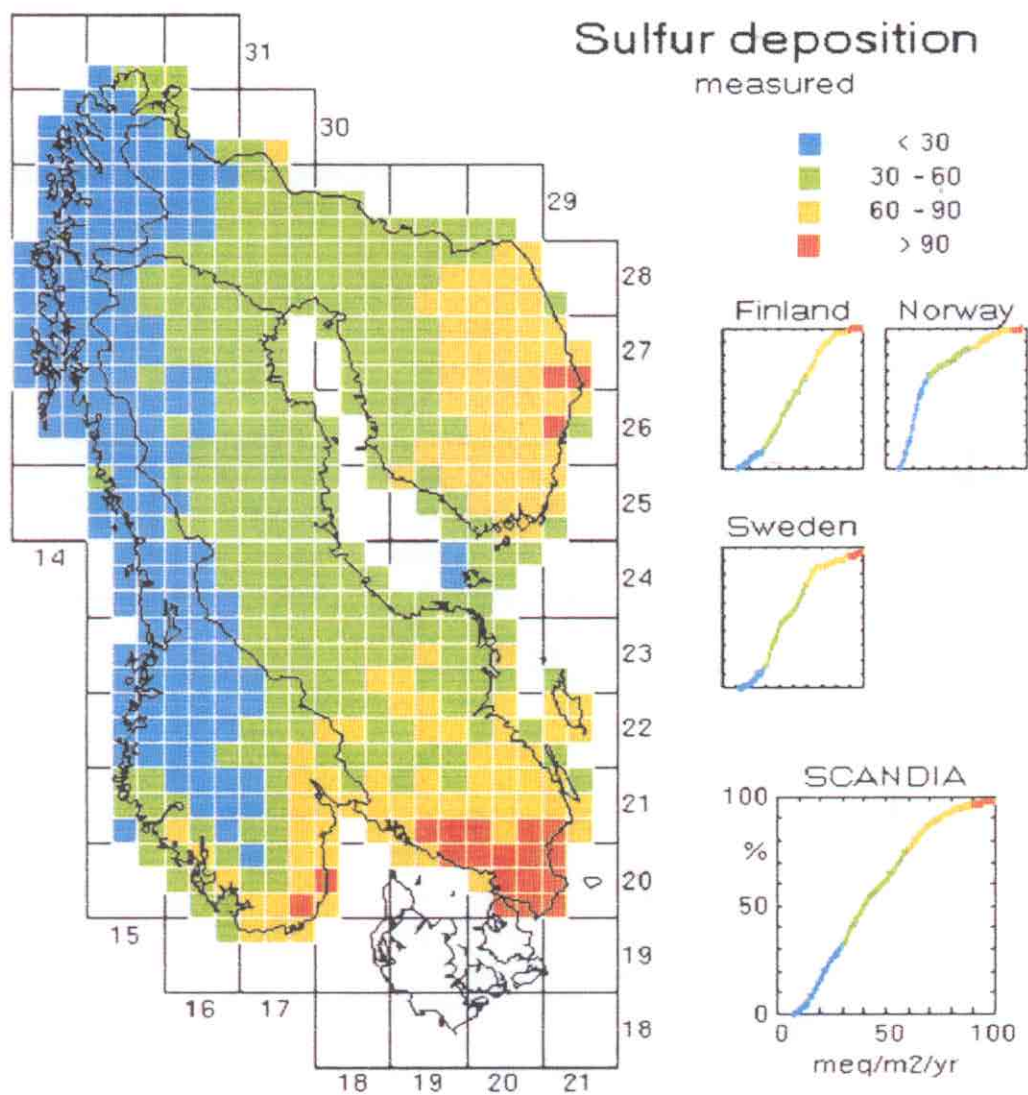 Sulfur deposition
measured
< 30
30 - 60
60 - 90
> 90
31
30
29
28
27
26
25
24
23
22
21
20
19
18
14
15
16 17
18 19 20 21
Finland Norway
Sweden
SCANDIA
100
%
50
0
0 50 100
meq/m2/yr